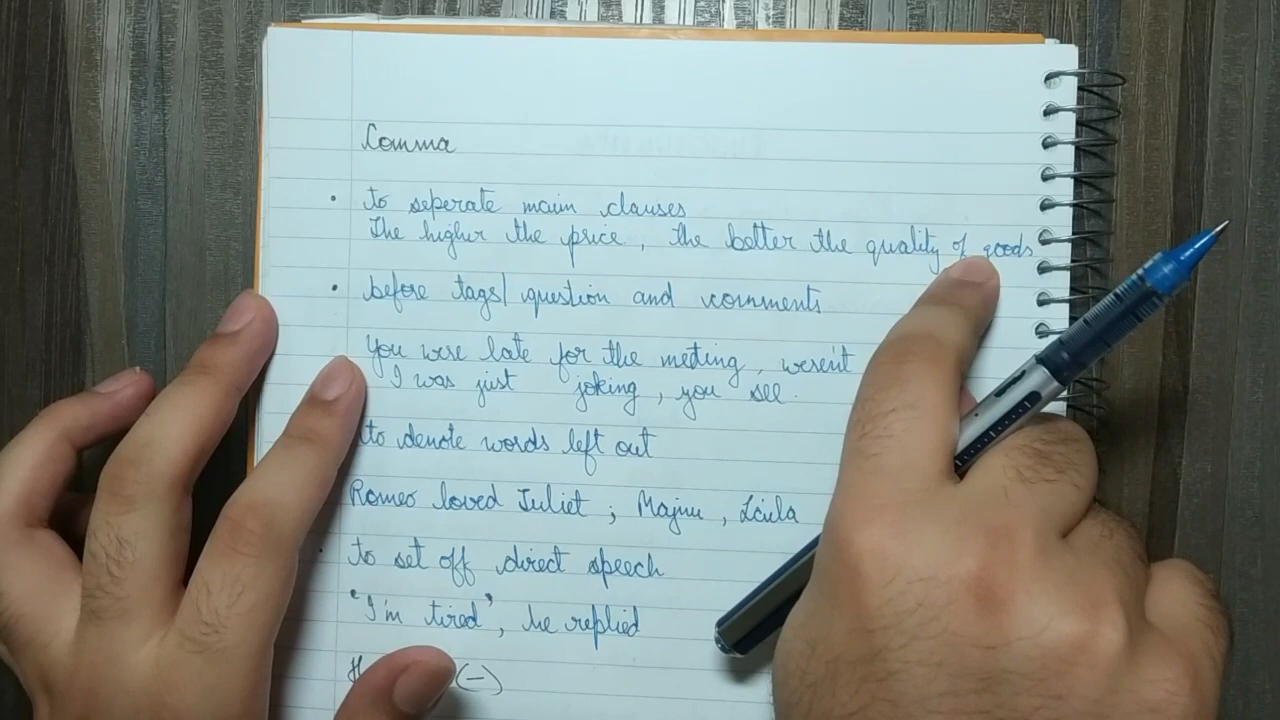 Comma
• to seperate main clauses
The higher the price, the better the quality of goods
• before tags/question and comments
You were late for the meeting, weren't
I was just joking, you see.
to denote words left out
Romeo loved Juliet; Majnu, Laila
• to set off direct speech
"I'm tired", he replied
(-)